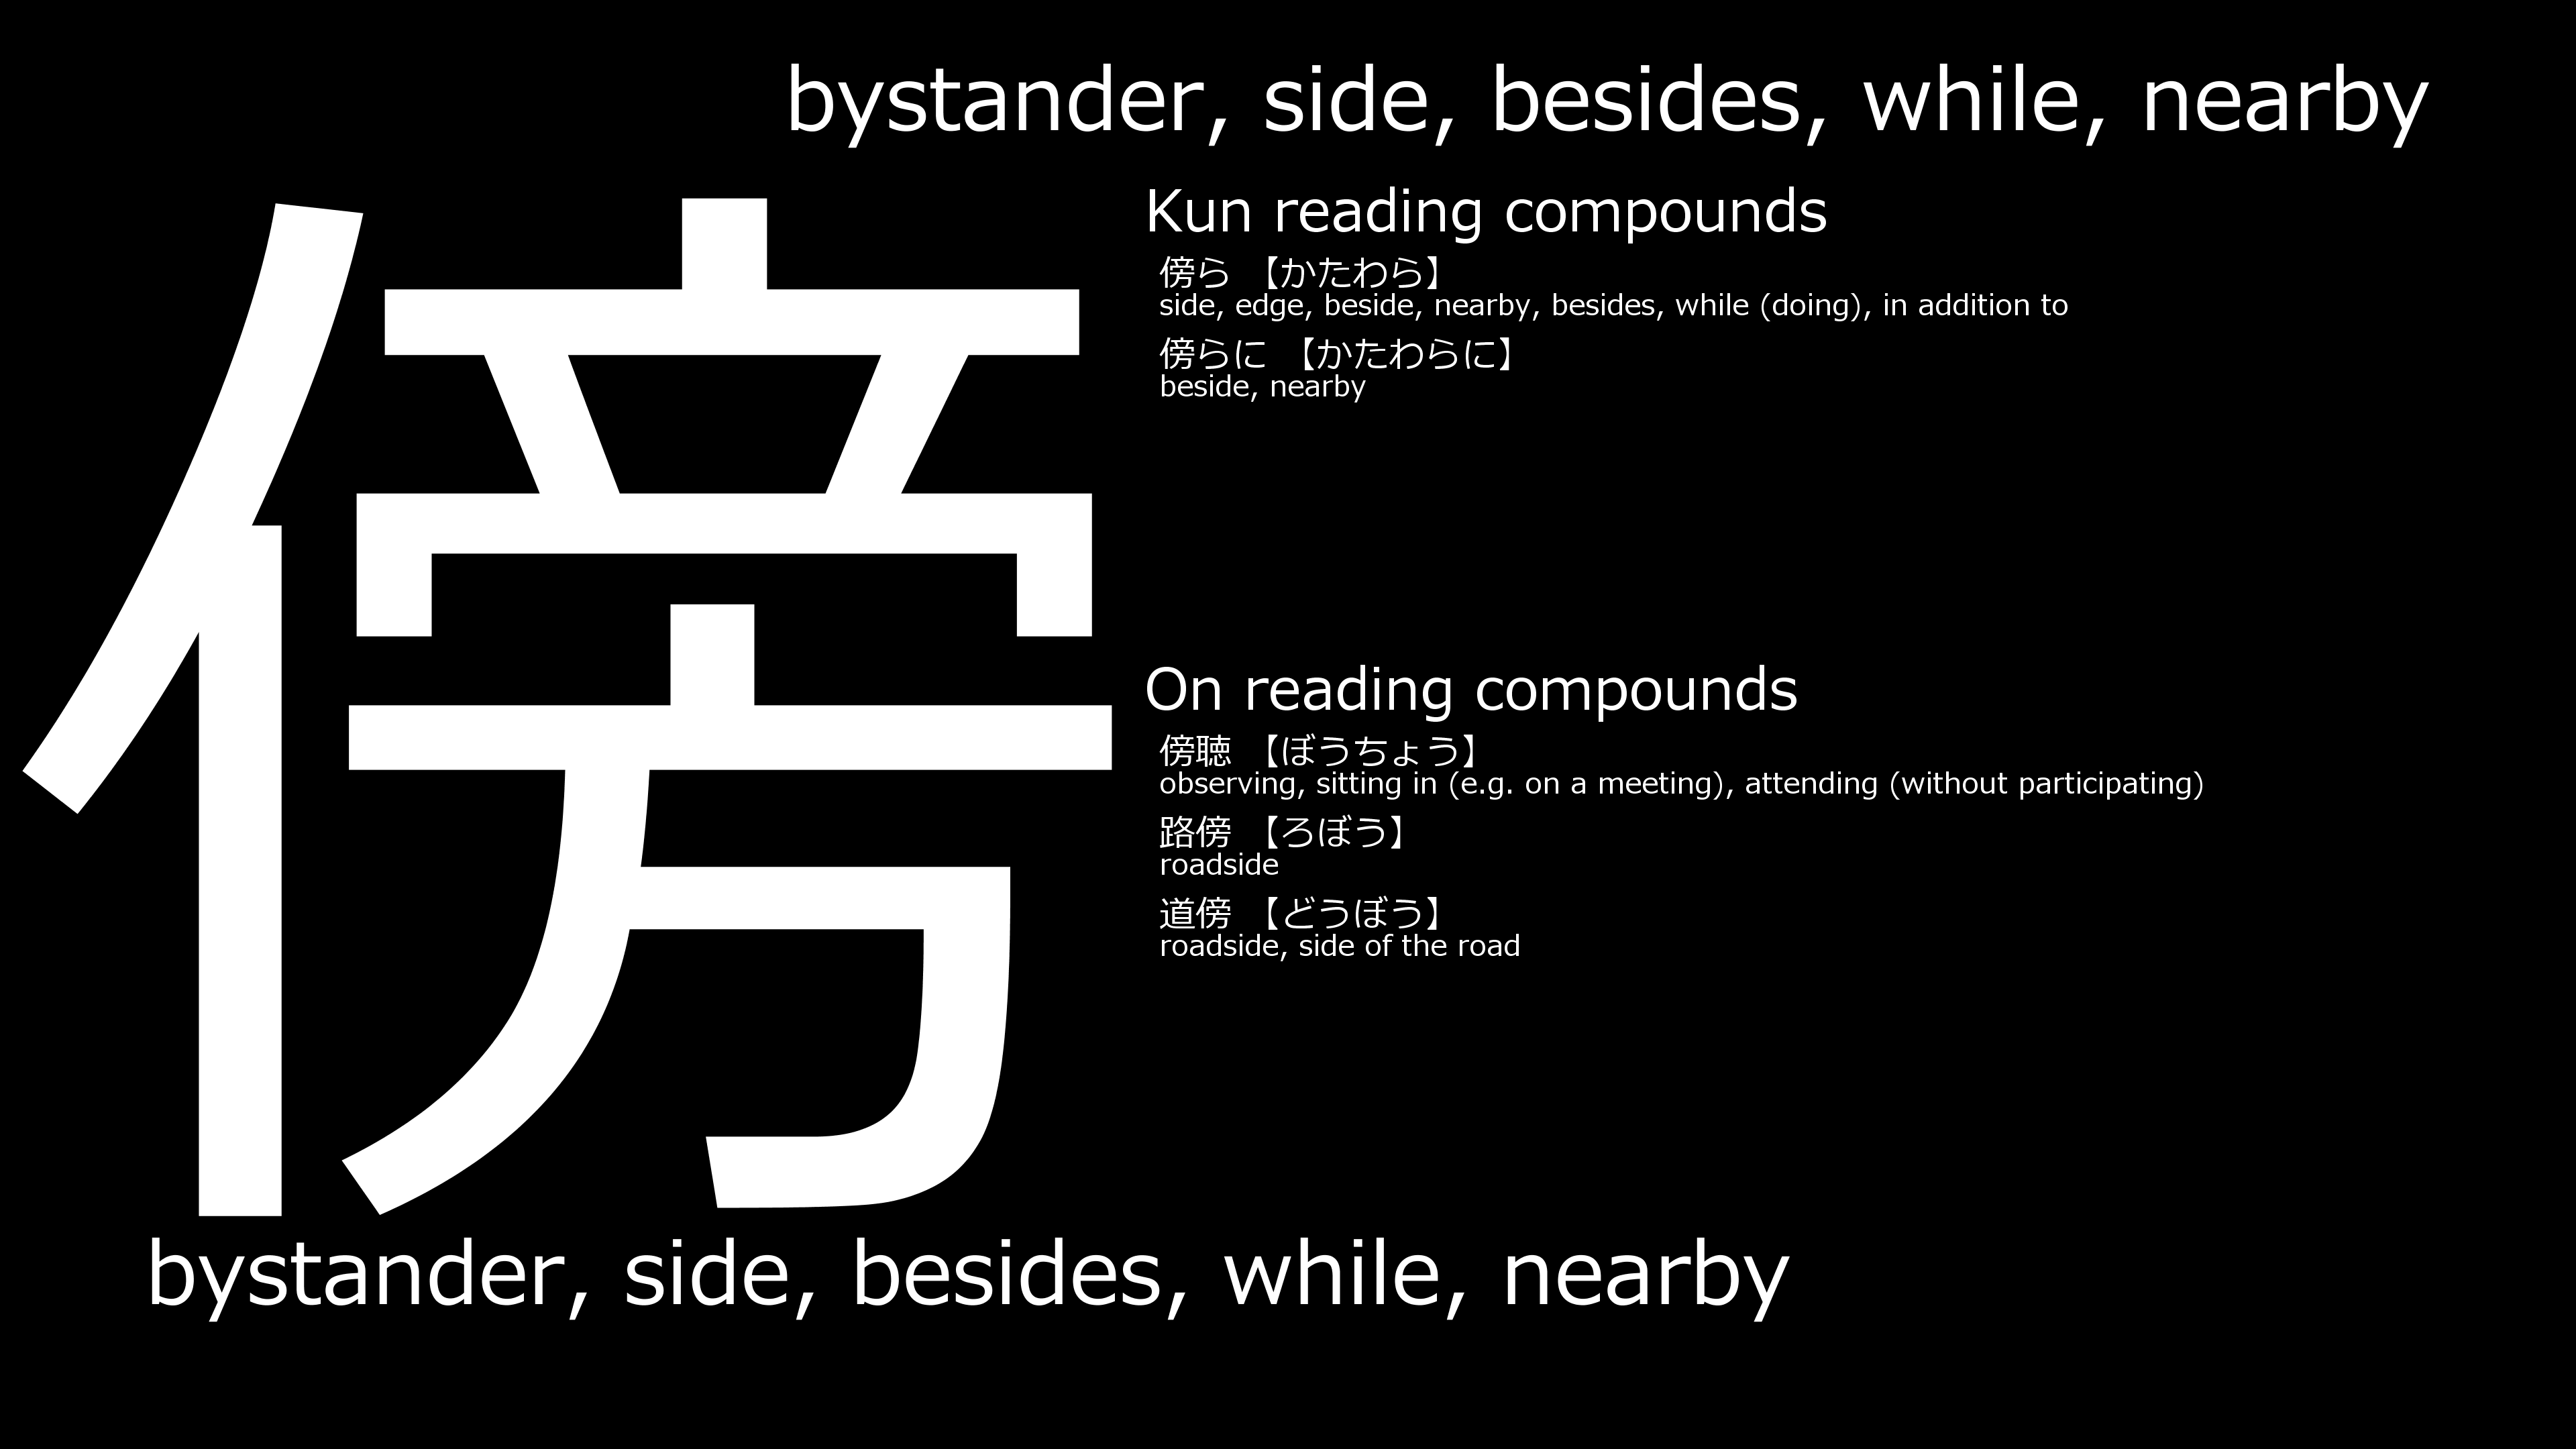 bystander, side, besides, while, nearby
傍
Kun reading compounds
傍ら 【かたわら】
side, edge, beside, nearby, besides, while (doing), in addition to
傍らに 【かたわらに】
beside, nearby
On reading compounds
傍聴 【ぼうちょう】
observing, sitting in (e.g. on a meeting), attending (without participating)
路傍 【ろぼう】
roadside
道傍 【どうぼう】
roadside, side of the road
bystander, side, besides, while, nearby